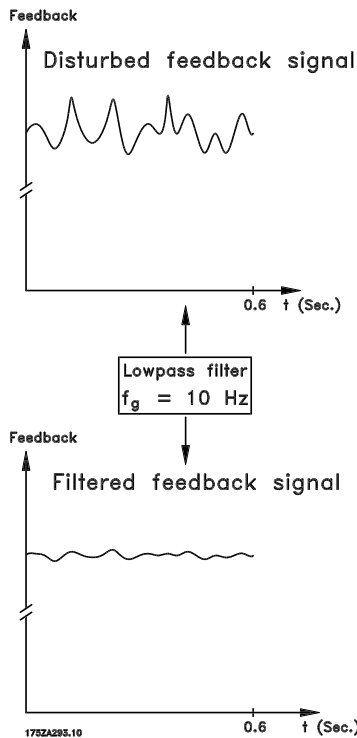 Feedback
Disturbed feedback signal
0.6 t (Sec.)
Lowpass filter
fg = 10 Hz
Feedback
Filtered feedback signal
0.6 t (Sec.)
175ZA293.10